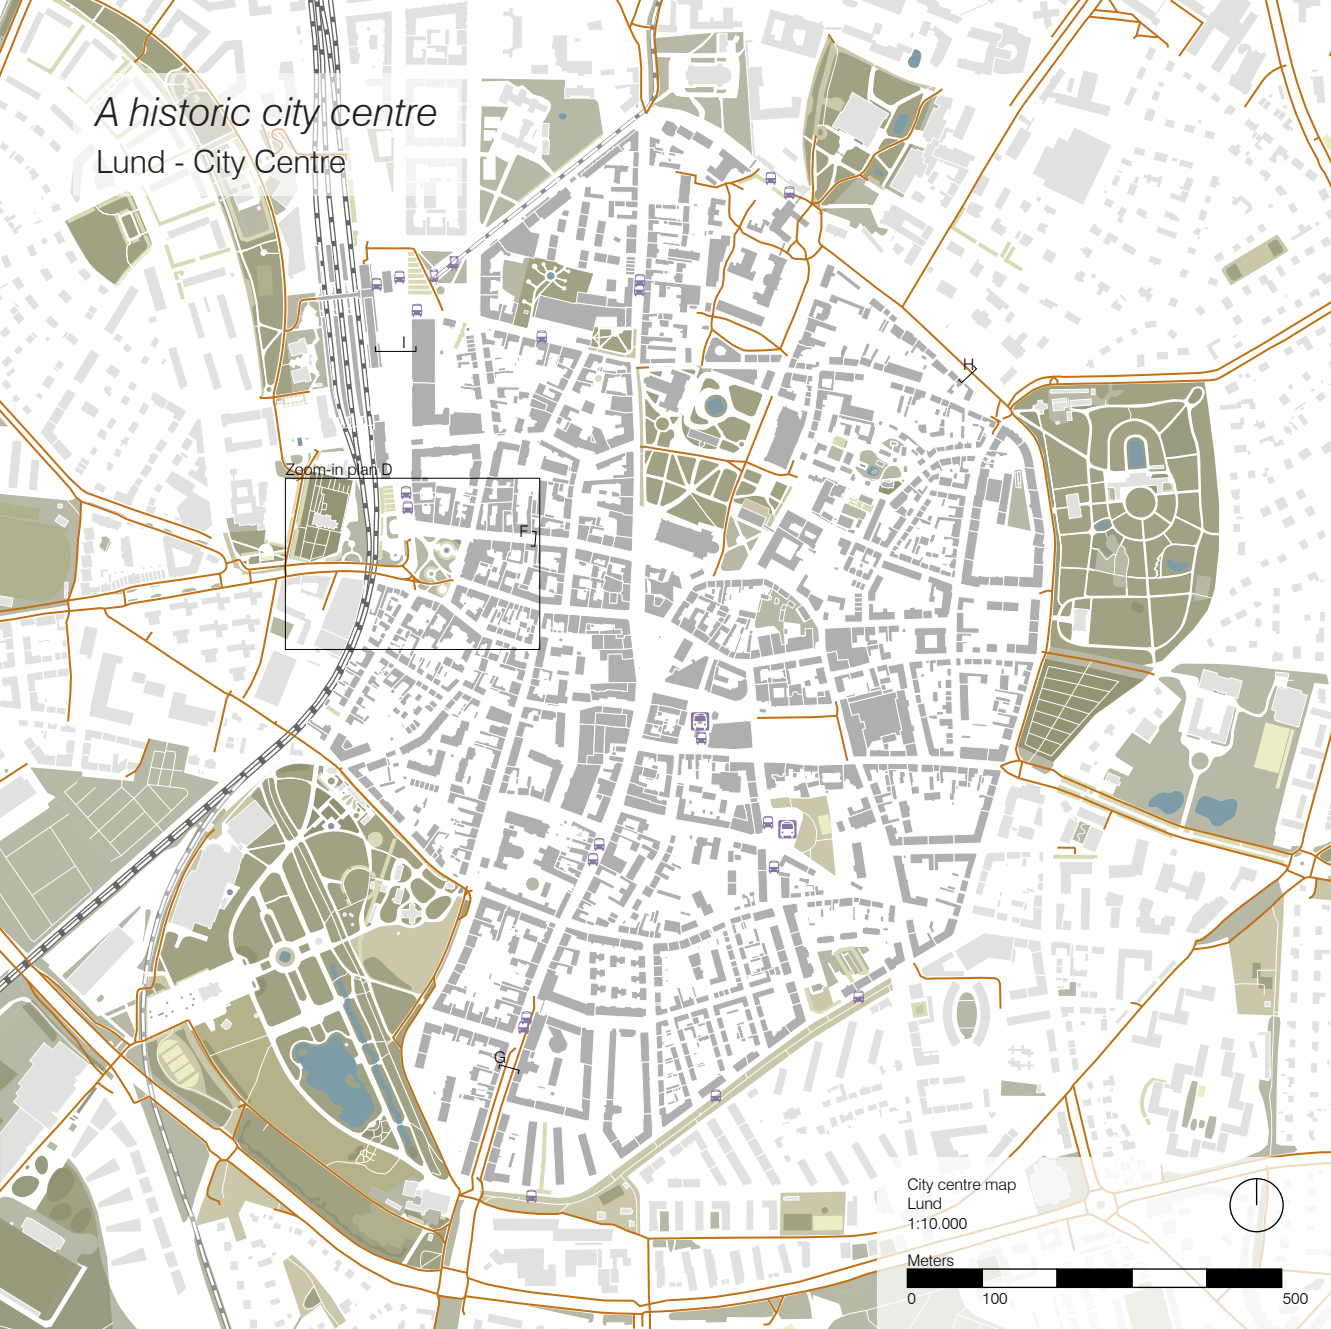 A historic city centre
Lund - City Centre
I
H
Zoom-in plan D
F
G
City centre map
Lund
1:10.000
Meters
0 100 500